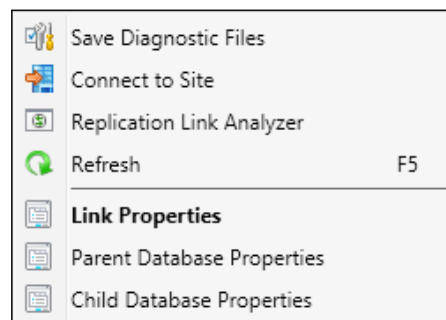 Save Diagnostic Files
Connect to Site
Replication Link Analyzer
Refresh F5
Link Properties
Parent Database Properties
Child Database Properties